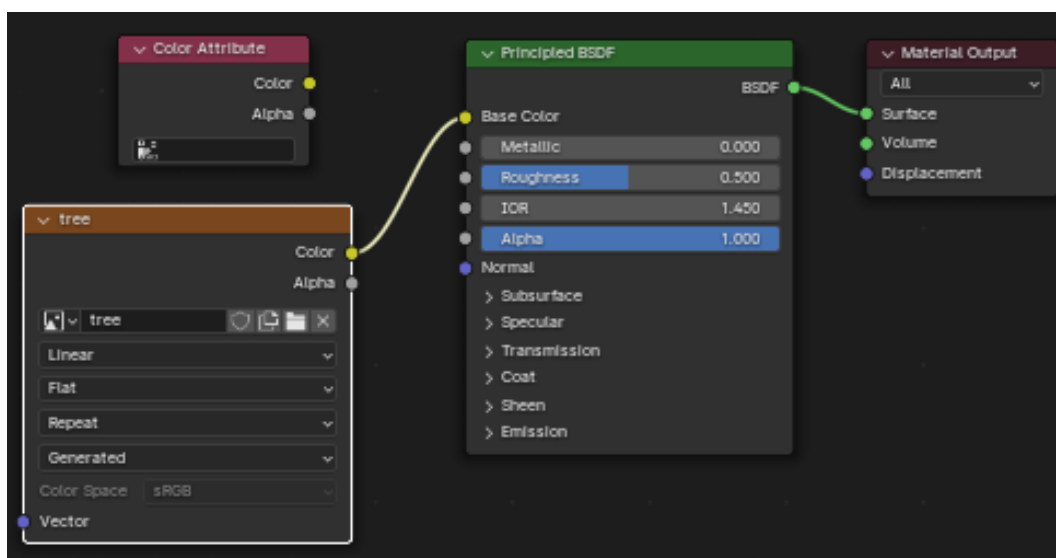 Color Attribute
Color
Alpha
tree
Color
Alpha
tree
Linear
Flat
Repeat
Generated
Color Space sRGB
Vector
Principled BSDF
BSDF
Base Color
Metallic 0.000
Roughness 0.500
IOR 1.450
Alpha 1.000
Normal
Subsurface
Specular
Transmission
Coat
Sheen
Emission
Material Output
All
Surface
Volume
Displacement